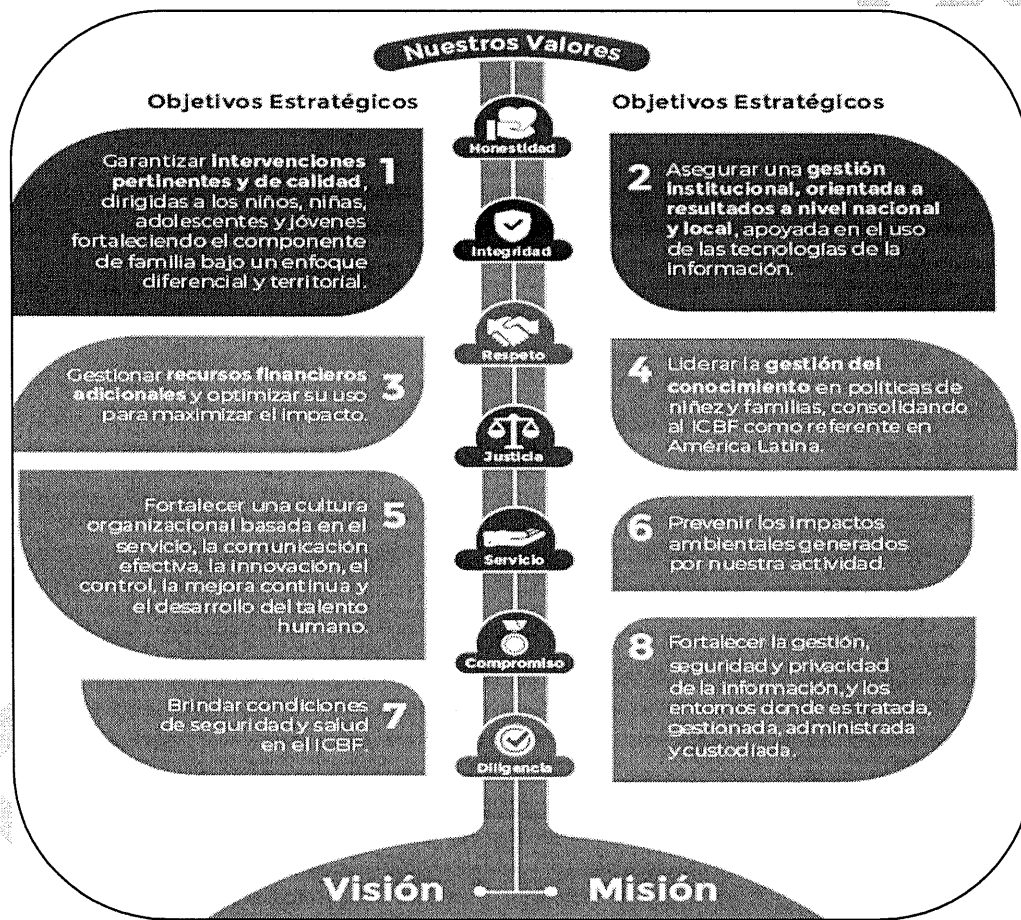 Nuestros Valores
Objetivos Estratégicos
1
Garantizar intervenciones
pertinentes y de calidad,
dirigidas a los niños, niñas,
adolescentes y jóvenes
fortaleciendo el componente
de familia bajo un enfoque
diferencial y territorial.
Honestidad
Objetivos Estratégicos
2
Asegurar una gestión
institucional, orientada a
resultados a nivel nacional
y local, apoyada en el uso
de las tecnologías de la
información.
Integridad
Respeto
Gestionar recursos financieros
adicionales y optimizar su uso
para maximizar el impacto.
3
4
Liderar la gestión del
conocimiento en políticas de
niñez y familias, consolidando
al ICBF como referente en
América Latina.
Justicia
Fortalecer una cultura
organizacional basada en el
servicio, la comunicación
efectiva, la innovación, el
control, la mejora continua y
el desarrollo del talento
humano.
5
Servicio
6
Prevenir los impactos
ambientales generados
por nuestra actividad.
Compromiso
Brindar condiciones
de seguridad y salud
en el ICBF.
7
8
Fortalecer la gestión,
seguridad y privacidad
de la información, y los
entornos donde es tratada,
gestionada, administrada
y custodiada.
Diligencia
Visión
Misión